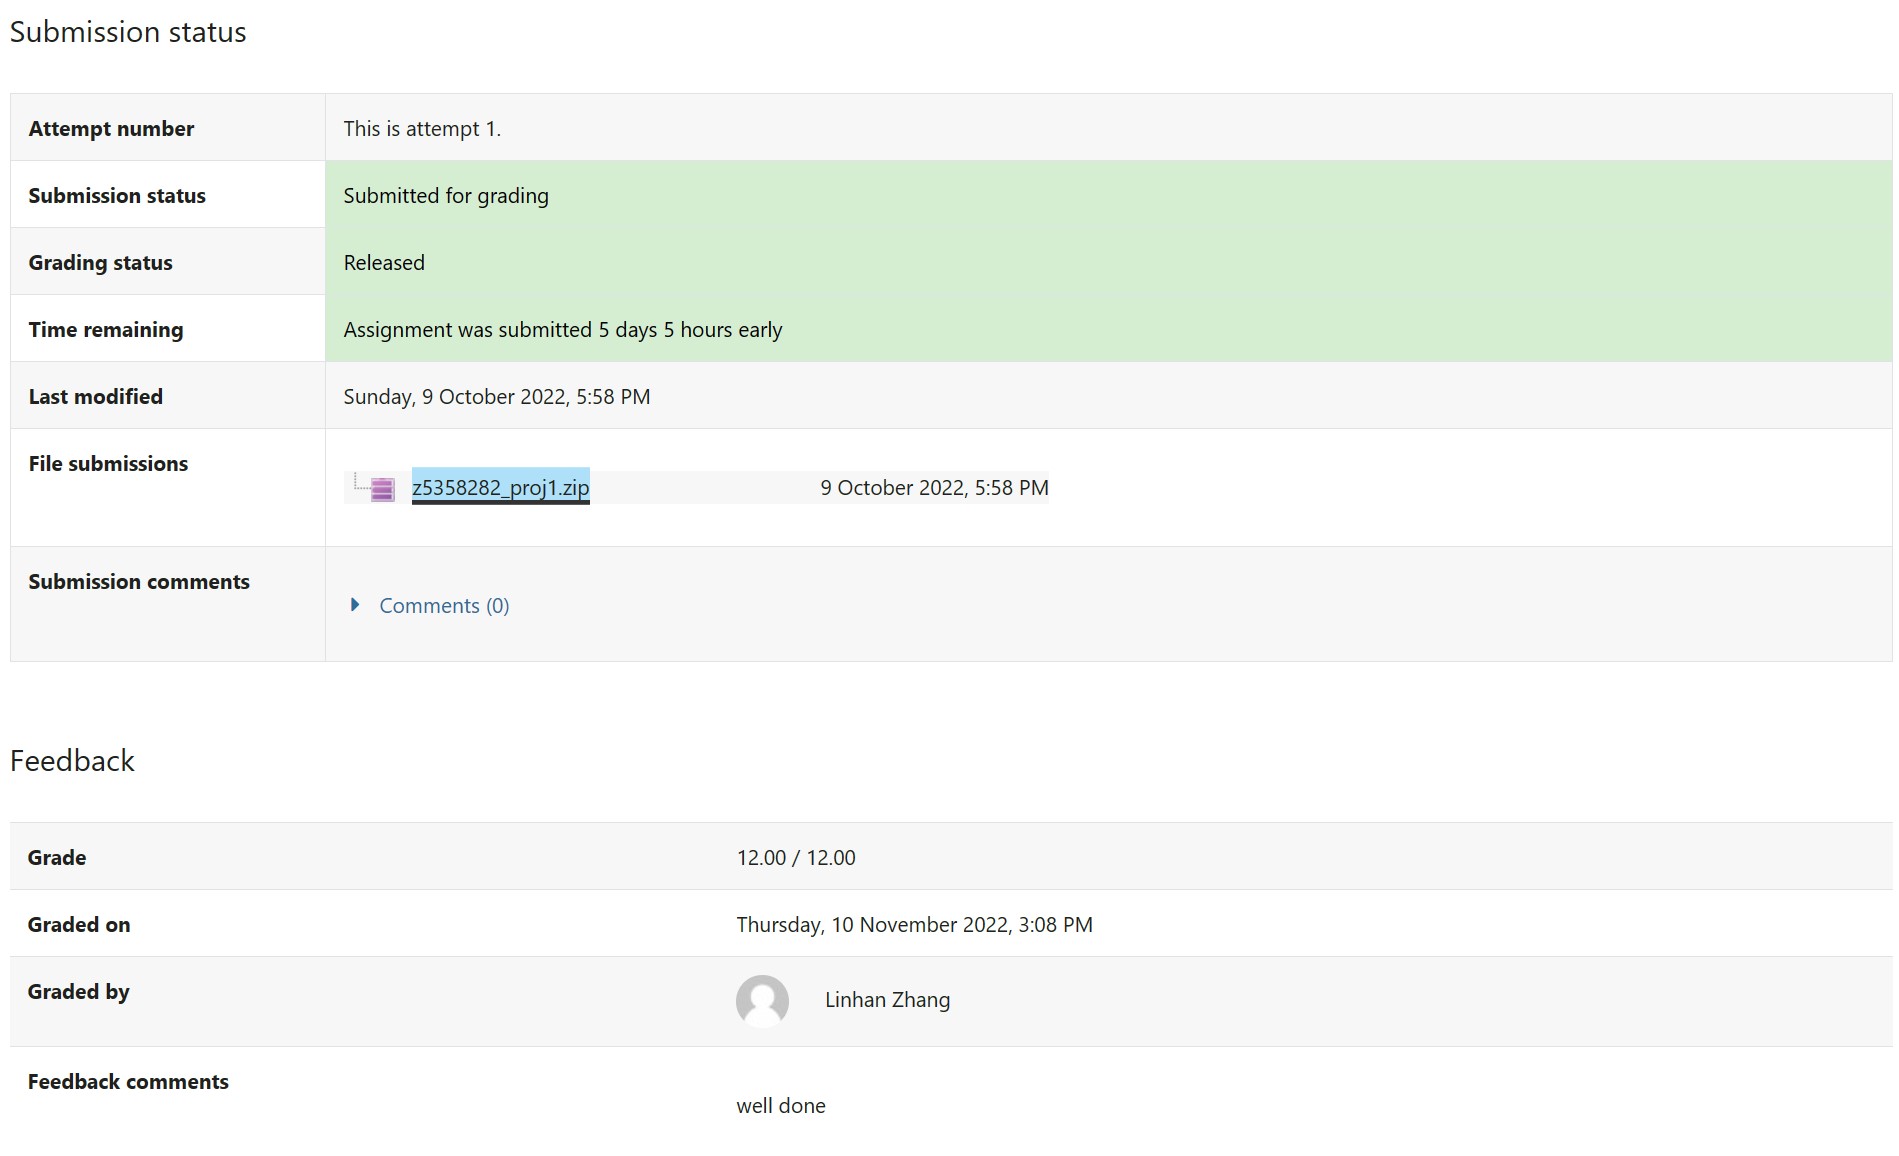 Submission status
Attempt number This is attempt 1.
Submission status Submitted for grading
Grading status Released
Time remaining Assignment was submitted 5 days 5 hours early
Last modified Sunday, 9 October 2022, 5:58 PM
File submissions
z5358282_proj1.zip 9 October 2022, 5:58 PM
Submission comments
Comments (0)
Feedback
Grade 12.00 / 12.00
Graded on Thursday, 10 November 2022, 3:08 PM
Graded by Linhan Zhang
Feedback comments
well done